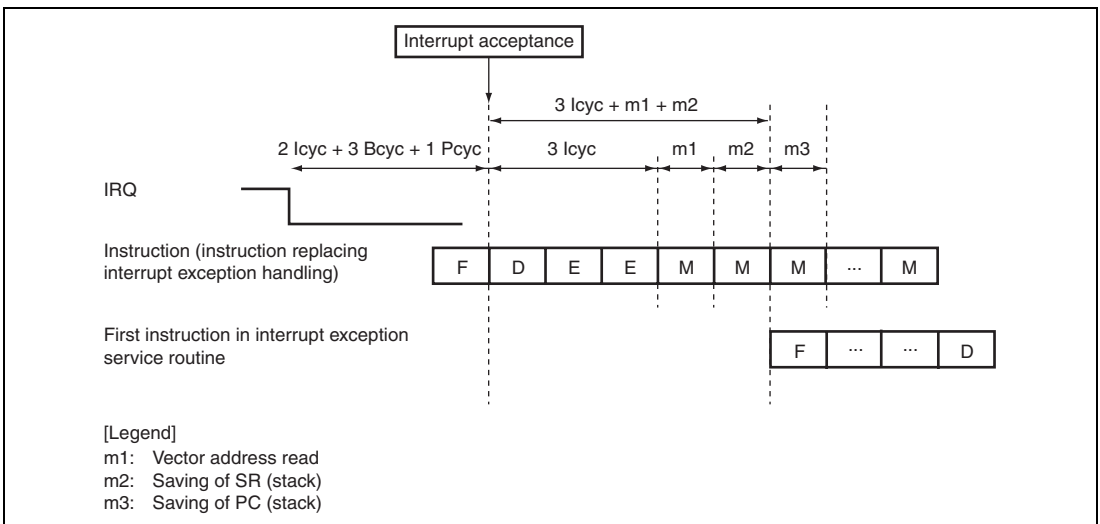 Interrupt acceptance
3 Icyc + m1 + m2
2 Icyc + 3 Bcyc + 1 Pcyc
3 Icyc
m1
m2
m3
IRQ
Instruction (instruction replacing
interrupt exception handling)
F D E E M M M ... M
First instruction in interrupt exception
service routine
F ... ... D
[Legend]
m1: Vector address read
m2: Saving of SR (stack)
m3: Saving of PC (stack)